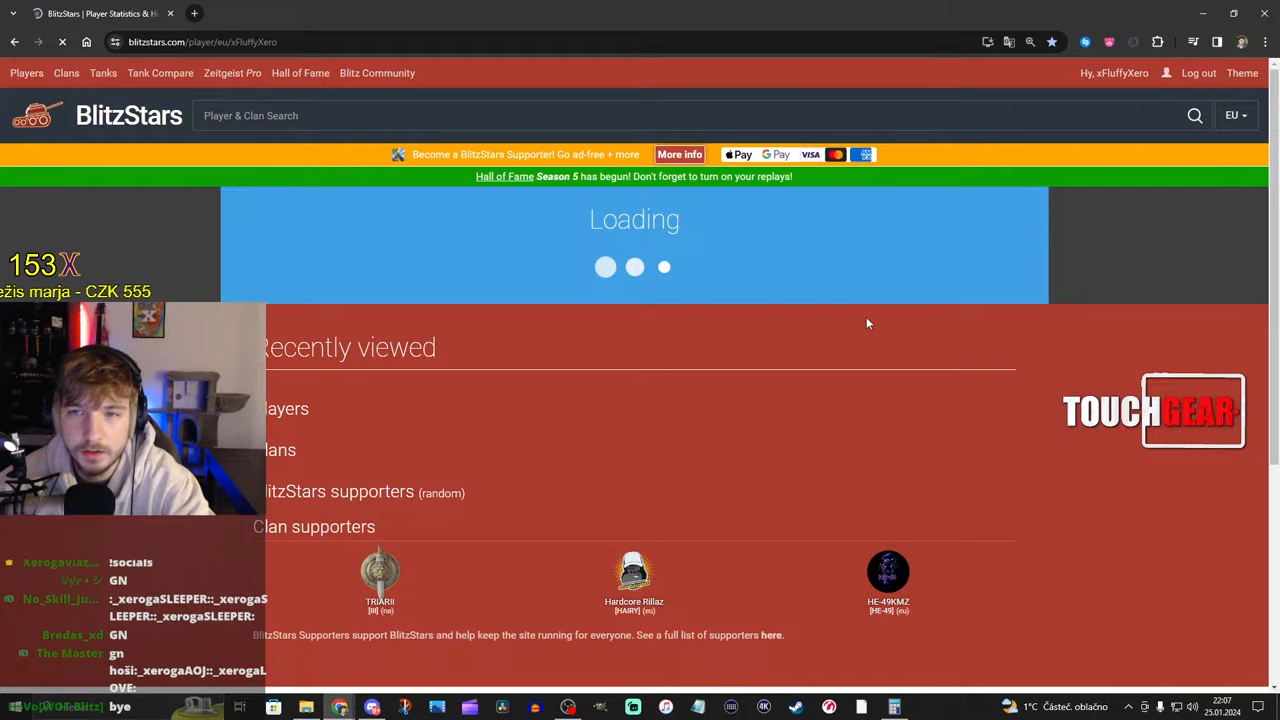 BlitzStars | Player Statistics & H
blitzstars.com/player/eu/xFluffyXero
Players Clans Tanks Tank Compare Zeitgeist Pro Hall of Fame Blitz Community Hy, xFluffyXero Log out Theme
BlitzStars Player & Clan Search EU
Become a BlitzStars Supporter! Go ad-free + more More info Pay G Pay VISA
Hall of Fame Season 5 has begun! Don't forget to turn on your replays!
Loading
153X
ežis marja - CZK 555
Recently viewed
TOUCHGEAR
layers
lans
litzStars supporters (random)
Clan supporters
TRIARII
[III] (na)
Hardcore Rillaz
[HAIRY] (eu)
HE-49KMZ
[HE-49] (eu)
BlitzStars Supporters support BlitzStars and help keep the site running for everyone. See a full list of supporters here.
!socials
GN
No_Skill_Ju... :_xerogaSLEEPER::_xerogaS
LEEPER::_xerogaSLEEPER:
Bredas_xd GN
The Master gn
hoši:_xerogaAOJ::_xerogaL
OVE:
bye
1°C Částeč. oblačno
22:07
25.01.2024